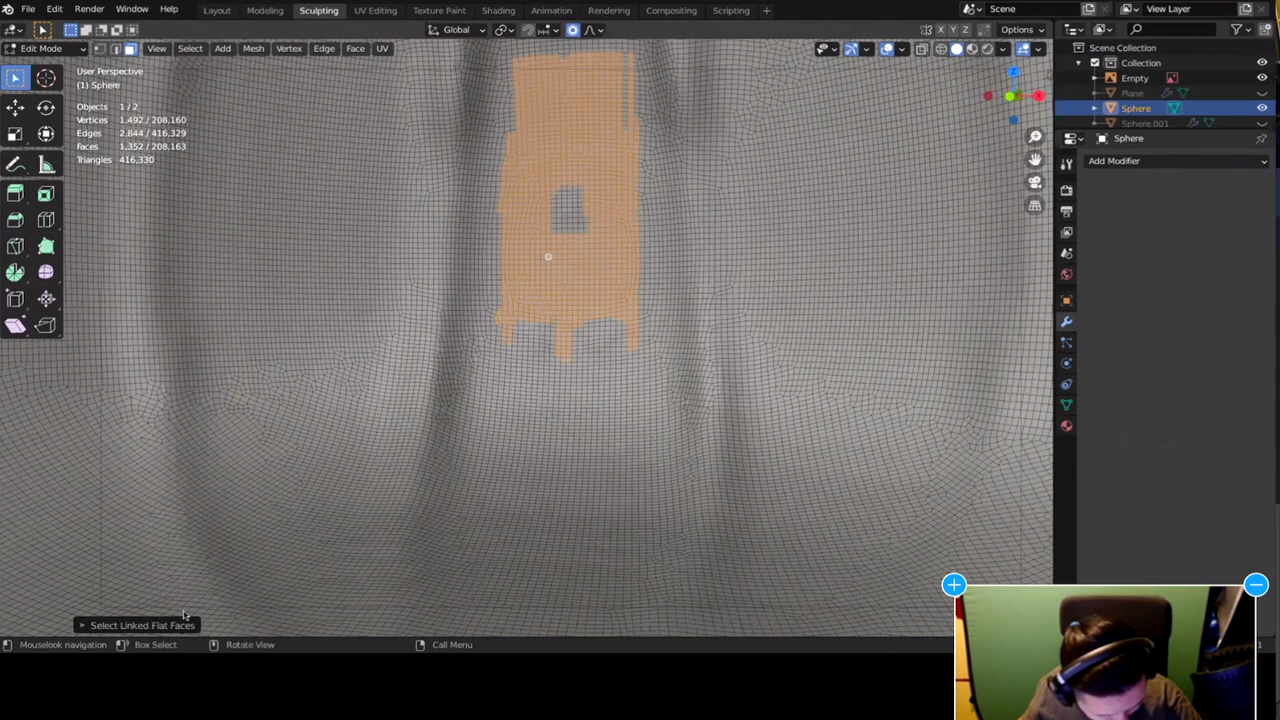 File Edit Render Window Help Layout Modeling Sculpting UV Editing Texture Paint Shading Animation Rendering Compositing Scripting + Scene View Layer
Global X Y Z Options
Edit Mode View Select Add Mesh Vertex Edge Face UV
User Perspective
(1) Sphere
Objects 1 / 2
Vertices 1,492 / 208,160
Edges 2,844 / 416,329
Faces 1,352 / 208,163
Triangles 416,330
Scene Collection
Collection
Empty
Plane
Sphere
Sphere.001
Sphere
Add Modifier
Select Linked Flat Faces
Mouselook navigation Box Select Rotate View Call Menu